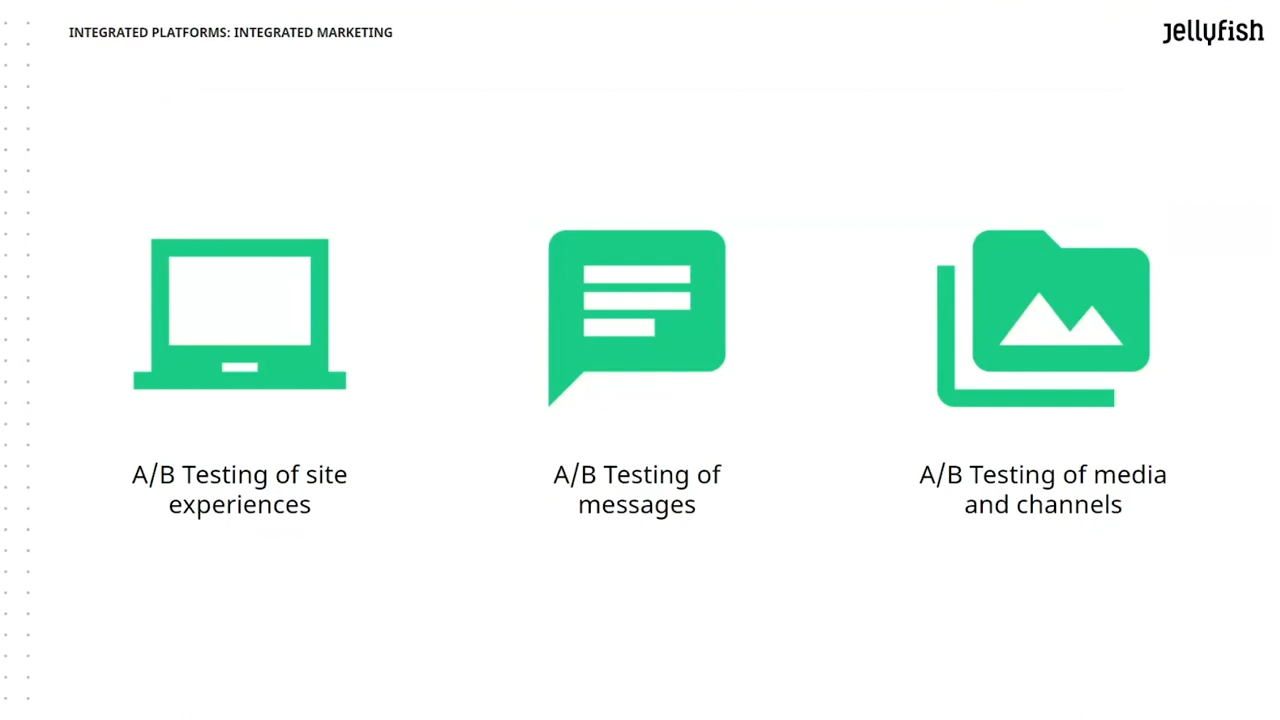 INTEGRATED PLATFORMS: INTEGRATED MARKETING
jellyfish
A/B Testing of site
experiences
A/B Testing of
messages
A/B Testing of media
and channels